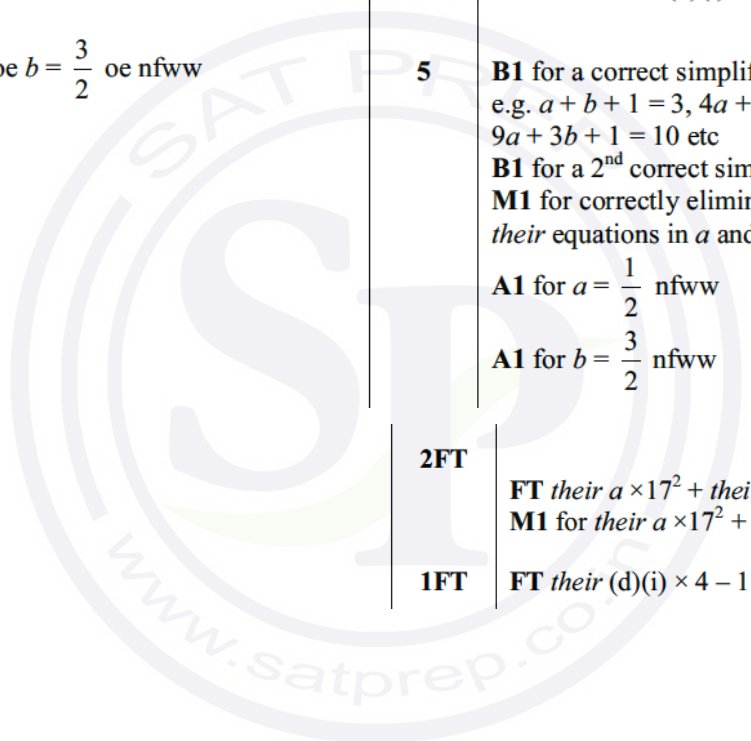 oe b = 3/2 oe nfww
5 B1 for a correct simplif
e.g. a + b + 1 = 3, 4a +
9a + 3b + 1 = 10 etc
B1 for a 2nd correct sim
M1 for correctly elimin
their equations in a and
A1 for a = 1/2 nfww
A1 for b = 3/2 nfww
2FT
FT their a ×17² + thei
M1 for their a ×17² +
1FT FT their (d)(i) × 4 – 1
SAT PREP
SP
www.satprep.co.in